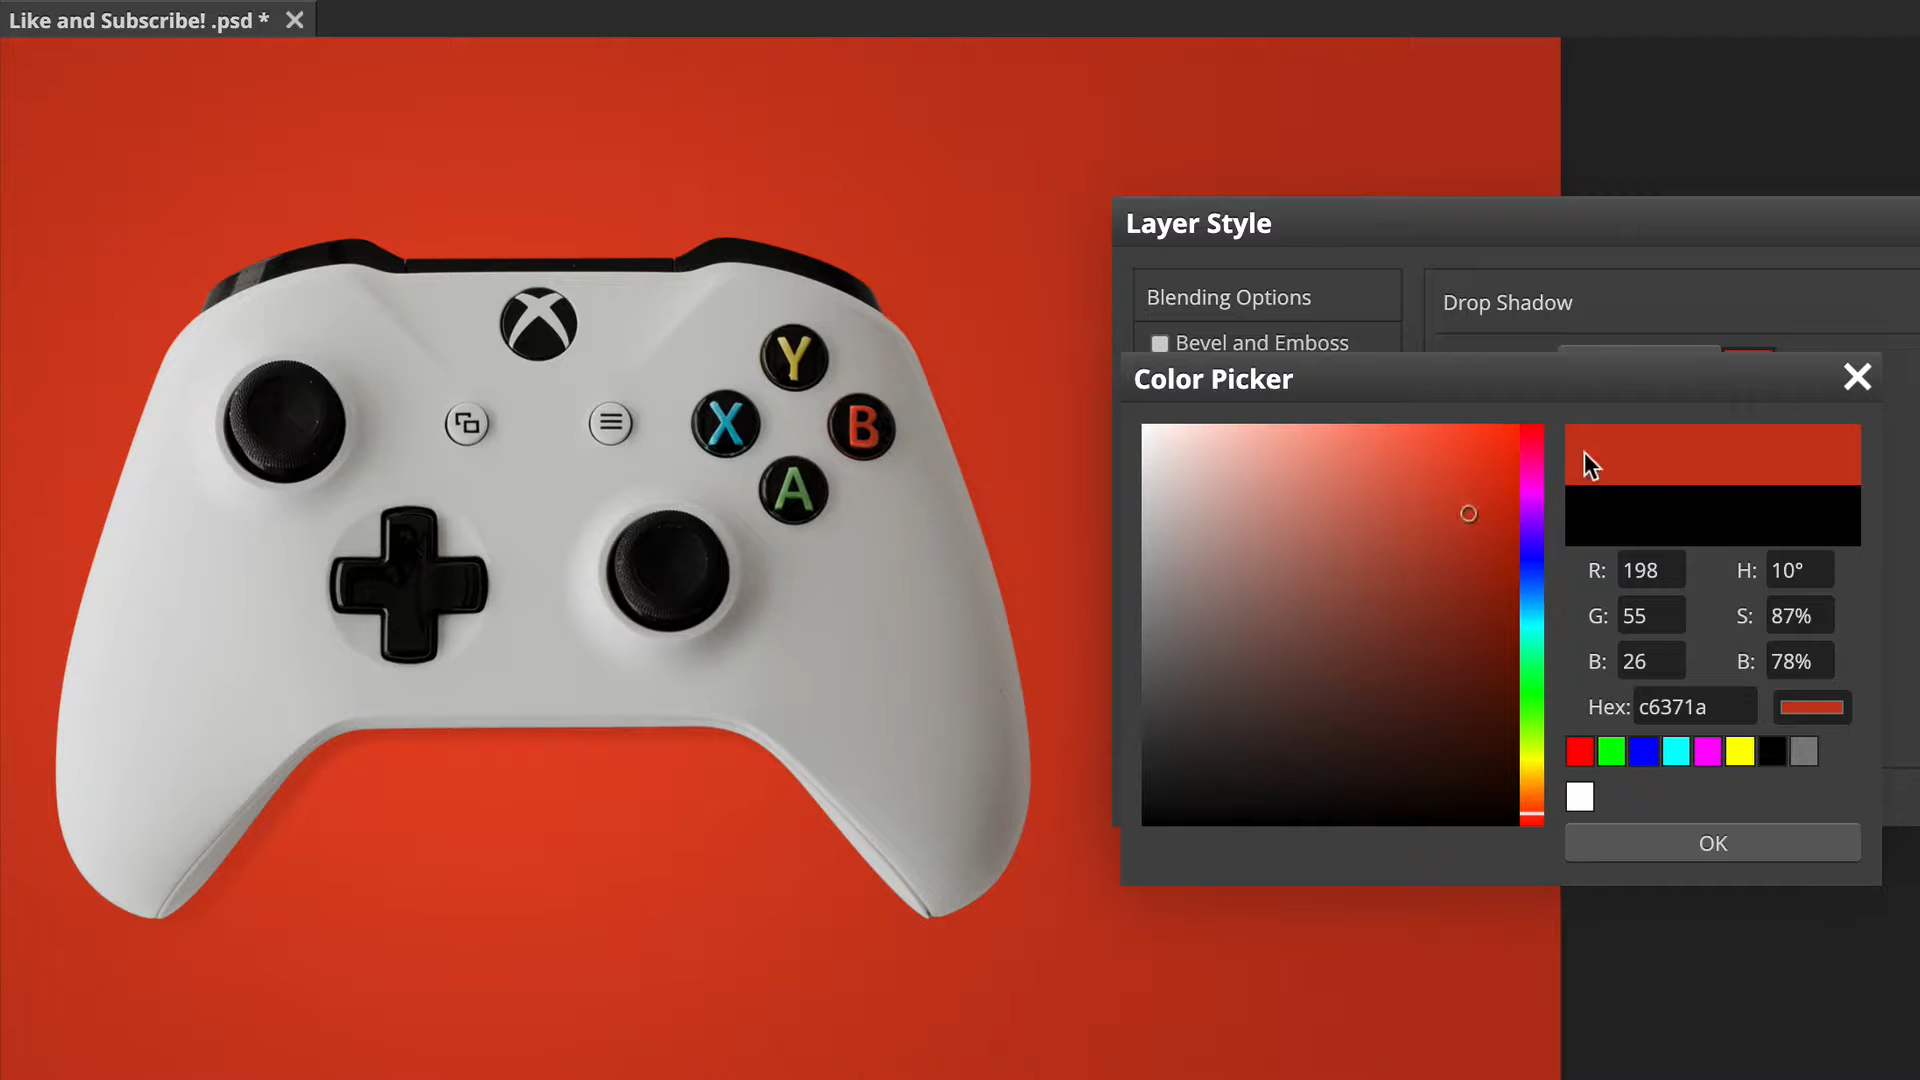 Like and Subscribe! .psd *
Layer Style
Blending Options
Drop Shadow
Bevel and Emboss
Color Picker
Y
X
B
A
R: 198
H: 10°
G: 55
S: 87%
B: 26
B: 78%
Hex: c6371a
OK